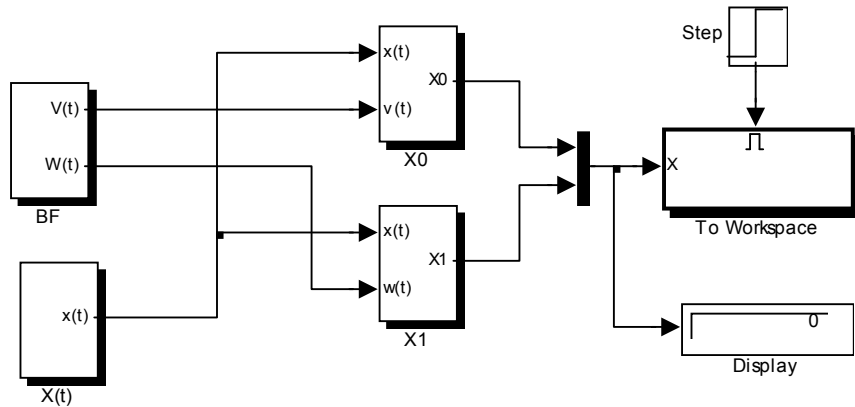 Step
x(t)
X0
v(t)
X0
V(t)
W(t)
BF
X
To Workspace
x(t)
X1
w(t)
X1
x(t)
X(t)
0
Display